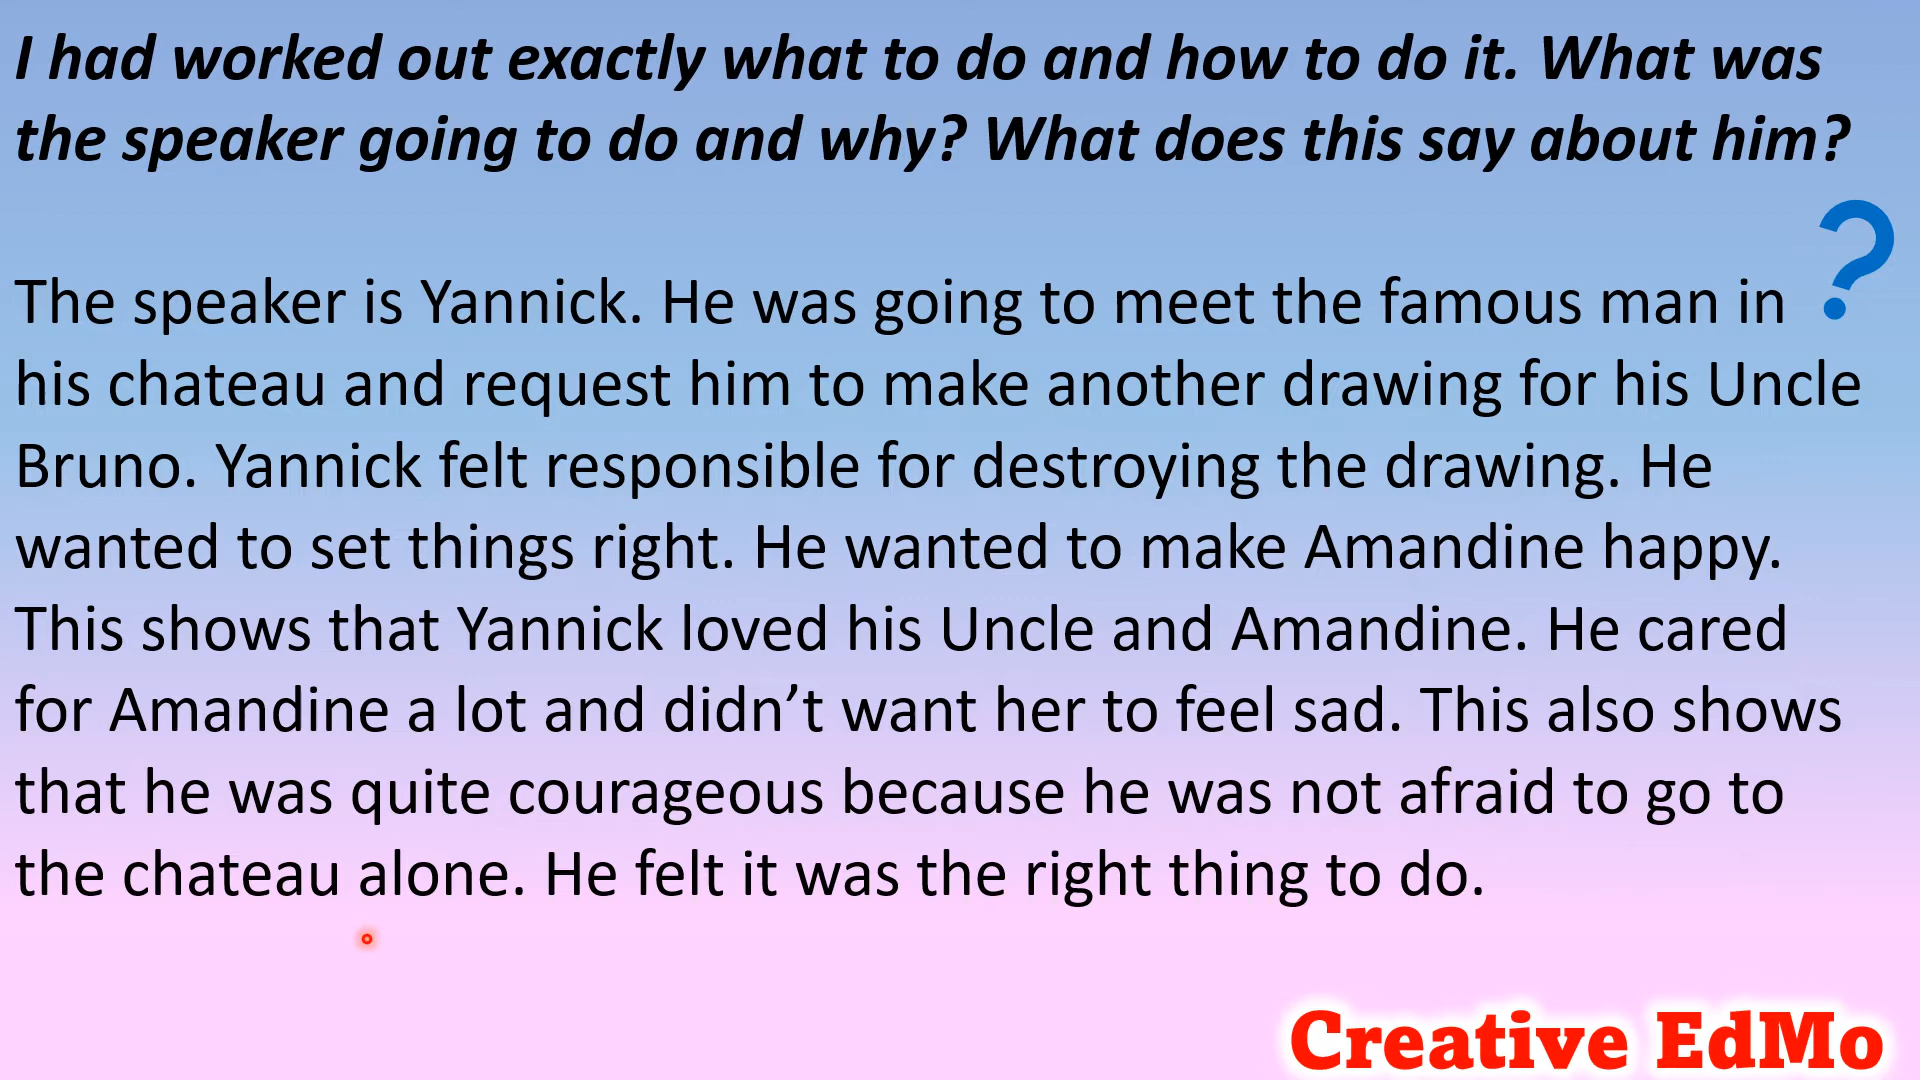 I had worked out exactly what to do and how to do it. What was
the speaker going to do and why? What does this say about him?
?
The speaker is Yannick. He was going to meet the famous man in
his chateau and request him to make another drawing for his Uncle
Bruno. Yannick felt responsible for destroying the drawing. He
wanted to set things right. He wanted to make Amandine happy.
This shows that Yannick loved his Uncle and Amandine. He cared
for Amandine a lot and didn’t want her to feel sad. This also shows
that he was quite courageous because he was not afraid to go to
the chateau alone. He felt it was the right thing to do.
Creative EdMo